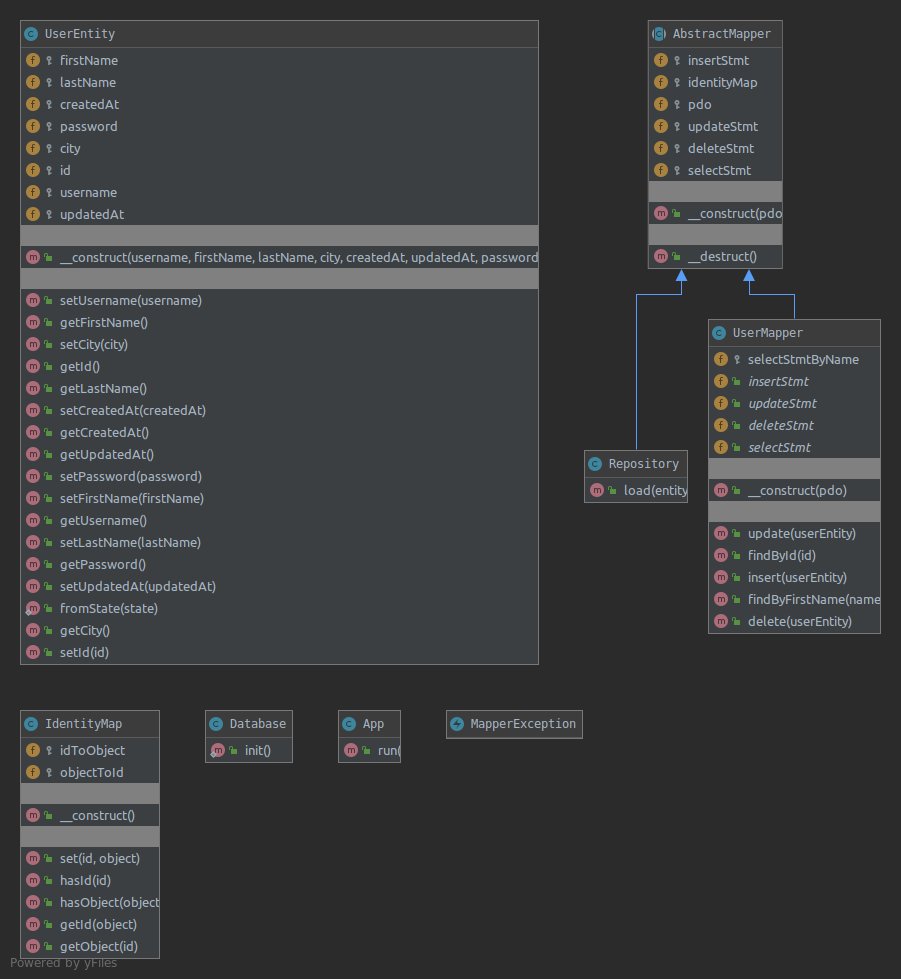 UserEntity
firstName
lastName
createdAt
password
city
id
username
updatedAt
__construct(username, firstName, lastName, city, createdAt, updatedAt, password
setUsername(username)
getFirstName()
setCity(city)
getId()
getLastName()
setCreatedAt(createdAt)
getCreatedAt()
getUpdatedAt()
setPassword(password)
setFirstName(firstName)
getUsername()
setLastName(lastName)
getPassword()
setUpdatedAt(updatedAt)
fromState(state)
getCity()
setId(id)
AbstractMapper
insertStmt
identityMap
pdo
updateStmt
deleteStmt
selectStmt
__construct(pdo
__destruct()
Repository
load(entity
UserMapper
selectStmtByName
insertStmt
updateStmt
deleteStmt
selectStmt
__construct(pdo)
update(userEntity)
findById(id)
insert(userEntity)
findByFirstName(name
delete(userEntity)
IdentityMap
idToObject
objectToId
__construct()
set(id, object)
hasId(id)
hasObject(object
getId(object)
getObject(id)
Database
init()
App
run(
MapperException
Powered by yFiles